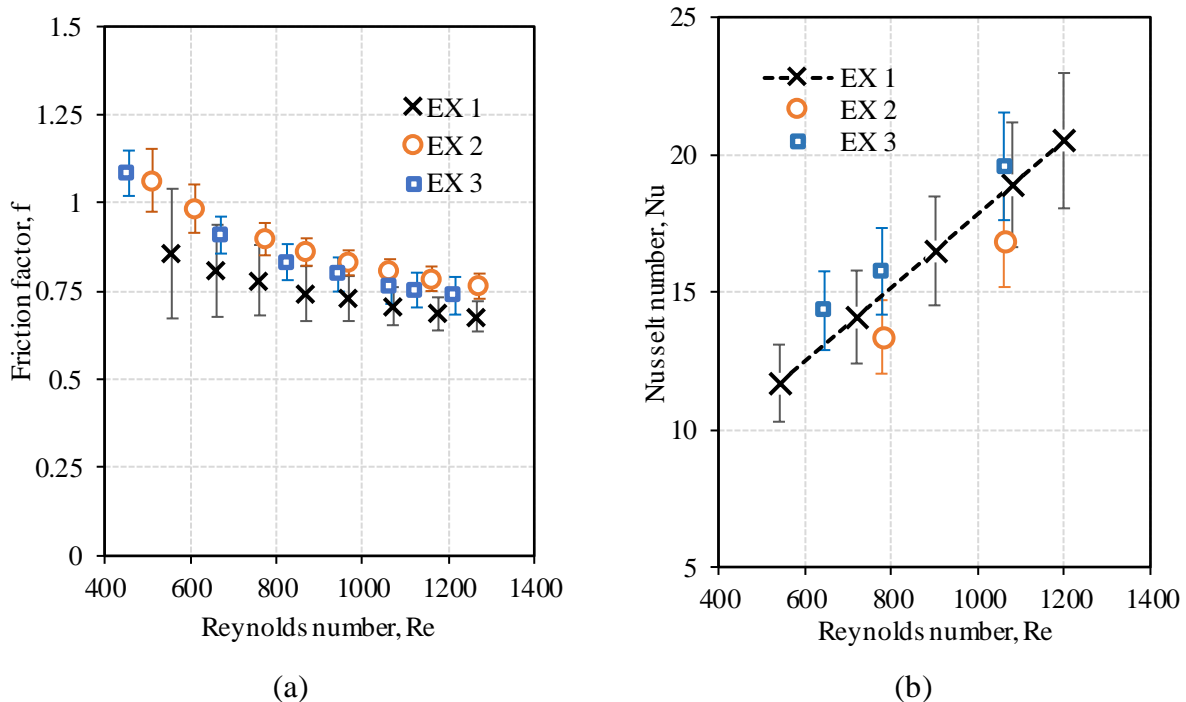 1.5
1.25
1
0.75
0.5
0.25
0
400 600 800 1000 1200 1400
Friction factor, f
Reynolds number, Re
EX 1
EX 2
EX 3
(a)
25
20
15
10
5
400 600 800 1000 1200 1400
Nusselt number, Nu
Reynolds number, Re
EX 1
EX 2
EX 3
(b)